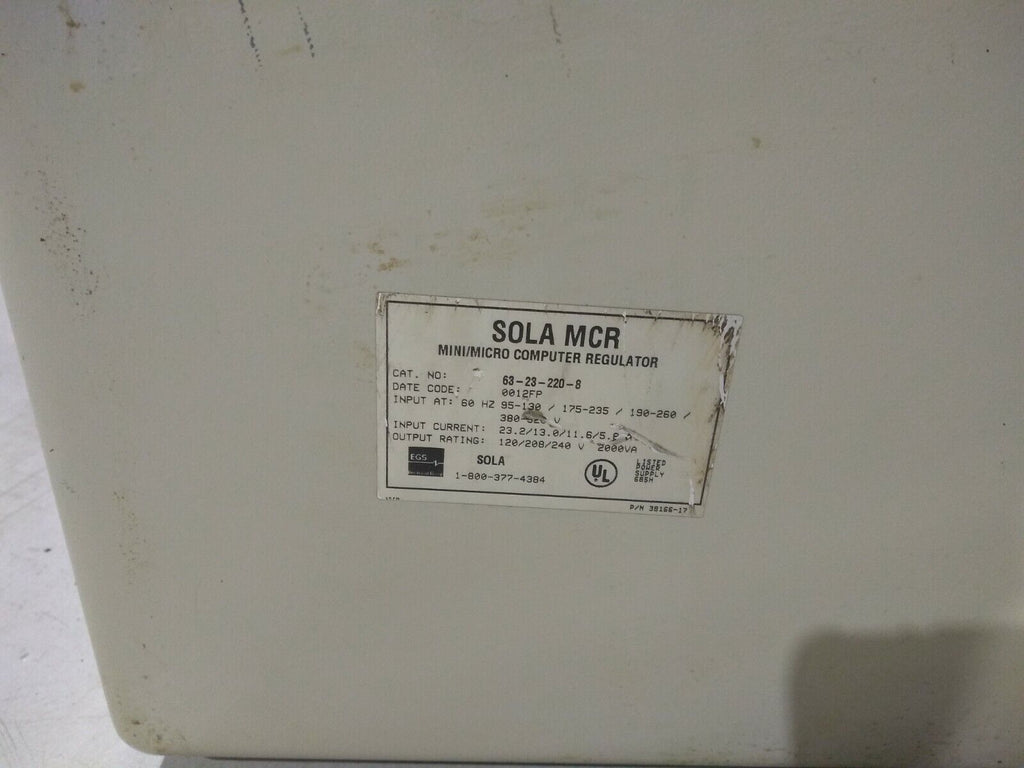 SOLA MCR
MINI/MICRO COMPUTER REGULATOR
CAT. NO: 63-23-220-8
DATE CODE: 0012FP
INPUT AT: 60 HZ 95-130 / 175-235 / 190-260 /
V
INPUT CURRENT: 23.2/13.0/11.6/
OUTPUT RATING: 120/208/240 V 2000VA
EGS
SOLA
1-800-377-4384
UL
LISTED
POWER
SUPPLY
P/N 38166-17